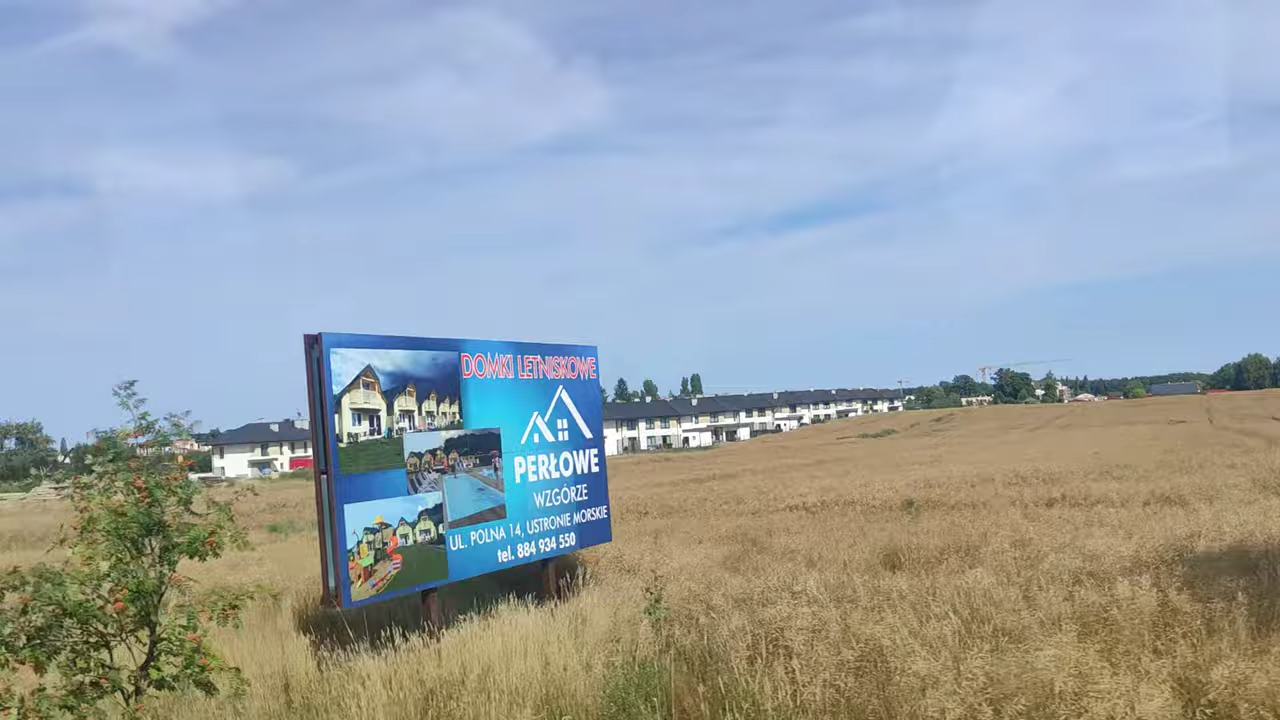 DOMKI LETNISKOWE
PERŁOWE
WZGÓRZE
UL. POLNA 14, USTRONIE MORSKIE
tel. 884 934 550